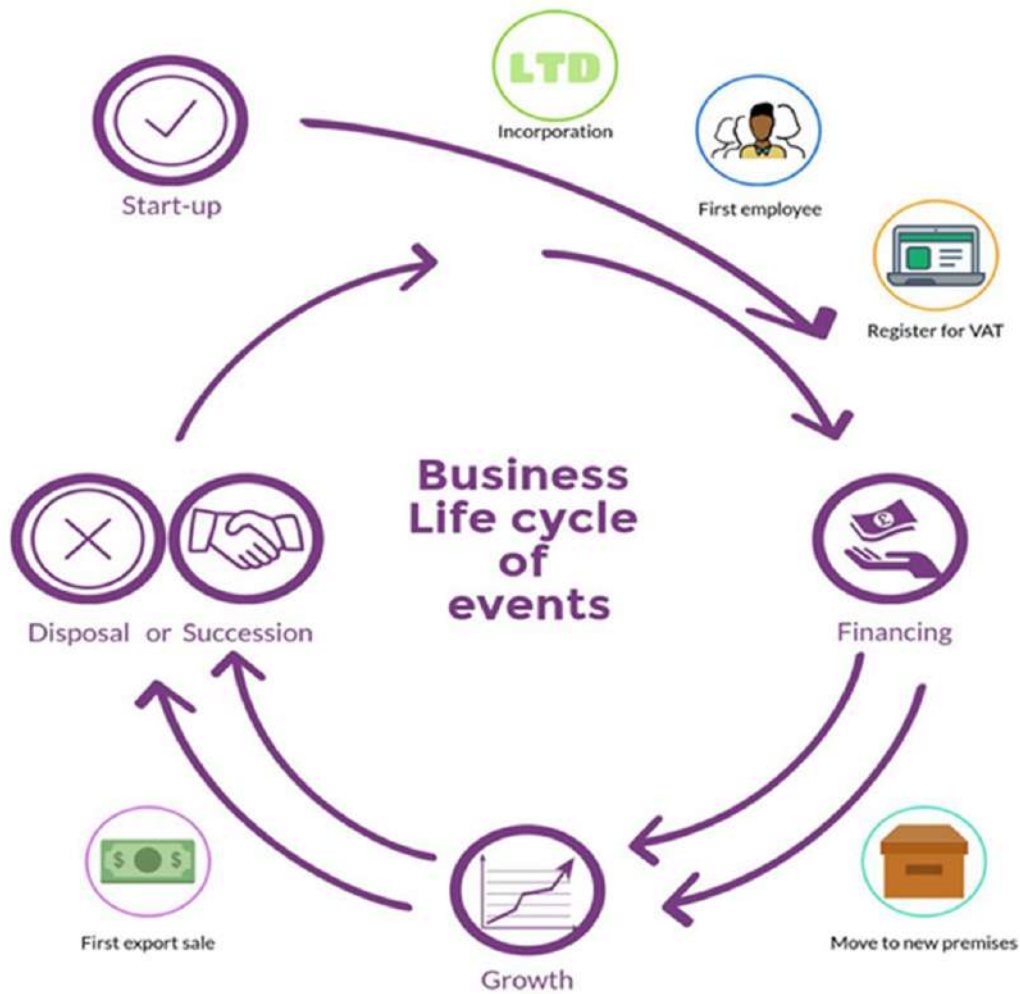 LTD
Incorporation
Start-up
First employee
Register for VAT
Business
Life cycle
of
events
£
Disposal or Succession
Financing
$ $
First export sale
Move to new premises
Growth